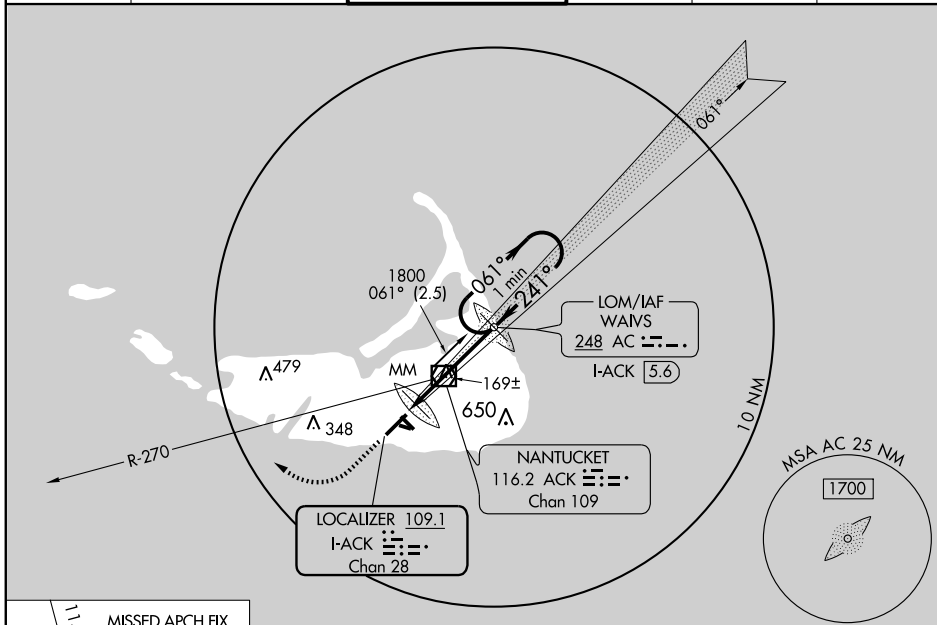 061°
061°
1 min
241°
1800
061° (2.5)
LOM/IAF
WAIVS
248 AC
I-ACK 5.6
MM
479
169±
650
348
R-270
10 NM
NANTUCKET
116.2 ACK
Chan 109
LOCALIZER 109.1
I-ACK
Chan 28
MSA AC 25 NM
1700
MISSED APCH FIX